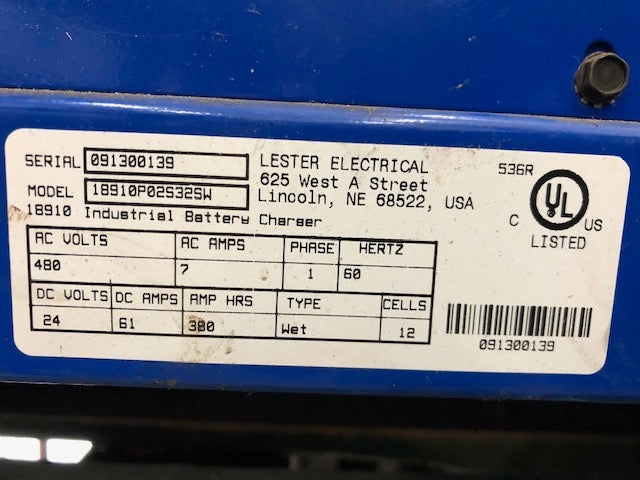 SERIAL 091300139
MODEL 18910P02S32SW
18910 Industrial Battery Charger
LESTER ELECTRICAL
625 West A Street
Lincoln, NE 68522, USA
536R
C UL US
LISTED
AC VOLTS AC AMPS PHASE HERTZ
480 7 1 60
DC VOLTS DC AMPS AMP HRS TYPE CELLS
24 61 380 Wet 12
091300139